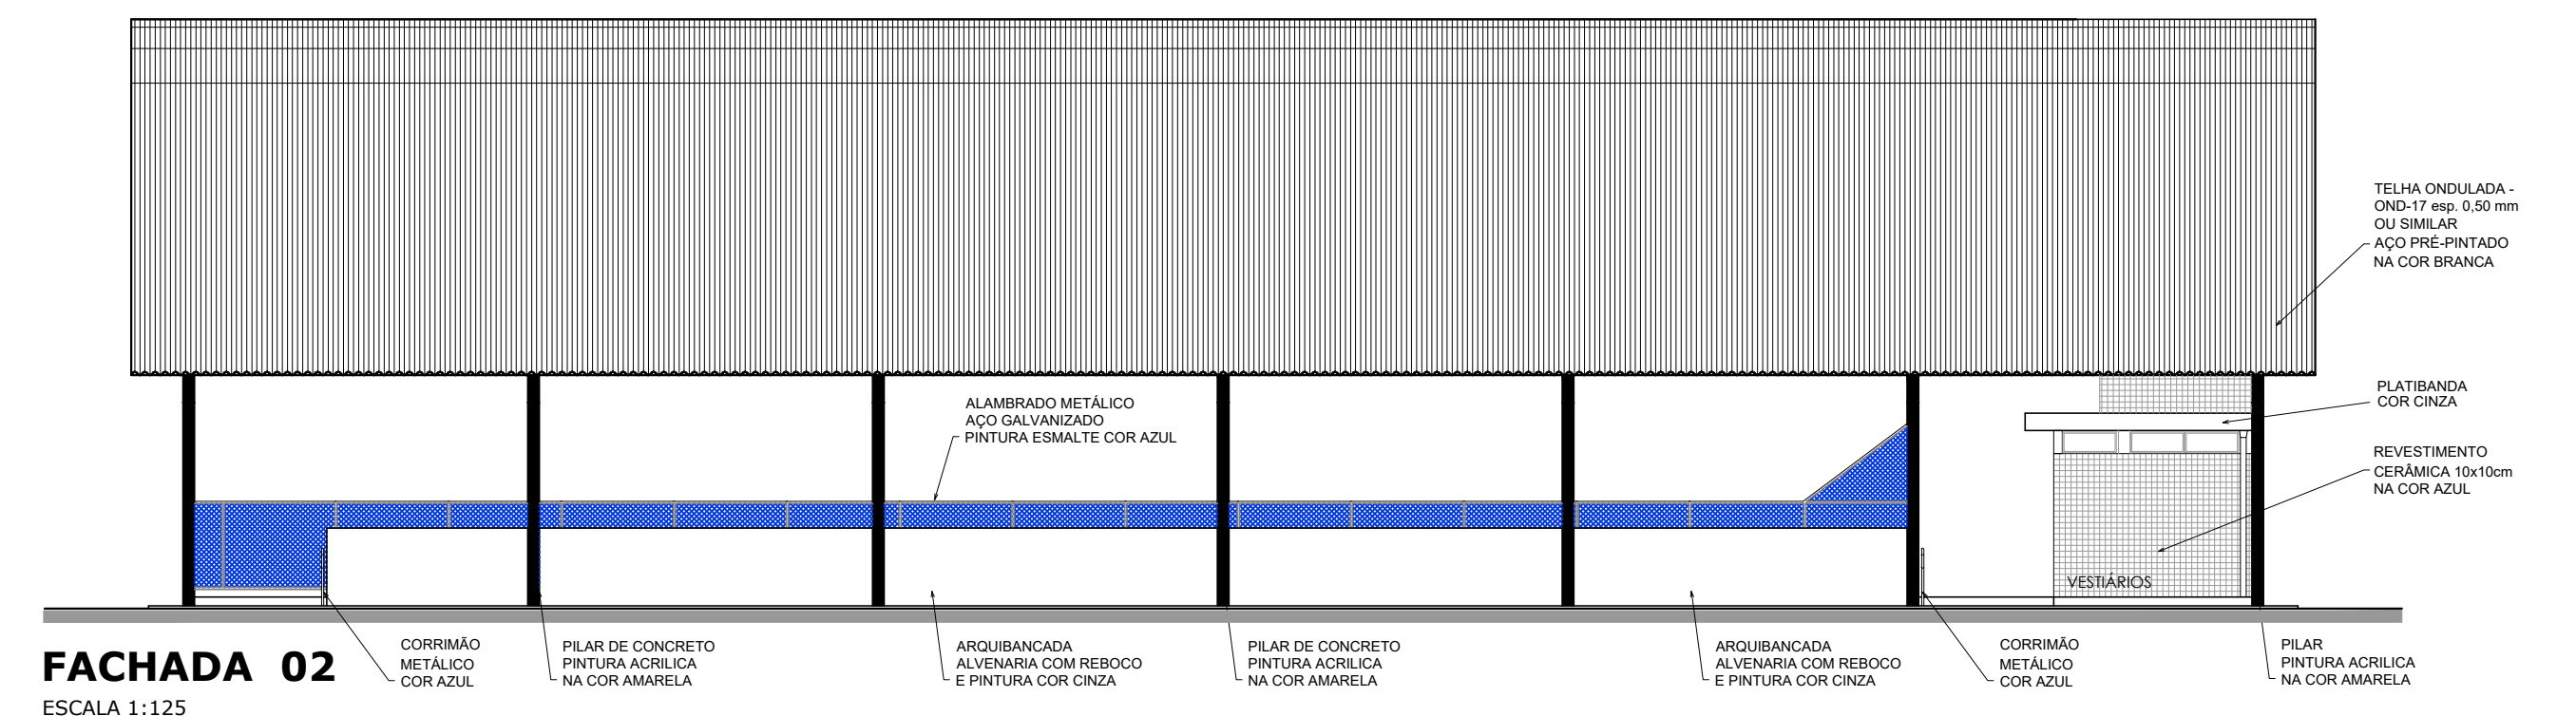 TELHA ONDULADA -
OND-17 esp. 0,50 mm
OU SIMILAR
AÇO PRÉ-PINTADO
NA COR BRANCA
PLATIBANDA
COR CINZA
ALAMBRADO METÁLICO
AÇO GALVANIZADO
PINTURA ESMALTE COR AZUL
REVESTIMENTO
CERÂMICA 10x10cm
NA COR AZUL
VESTIÁRIOS
CORRIMÃO
METÁLICO
COR AZUL
PILAR DE CONCRETO
PINTURA ACRILICA
NA COR AMARELA
ARQUIBANCADA
ALVENARIA COM REBOCO
E PINTURA COR CINZA
PILAR DE CONCRETO
PINTURA ACRILICA
NA COR AMARELA
ARQUIBANCADA
ALVENARIA COM REBOCO
E PINTURA COR CINZA
CORRIMÃO
METÁLICO
COR AZUL
PILAR
PINTURA ACRILICA
NA COR AMARELA
FACHADA 02
ESCALA 1:125